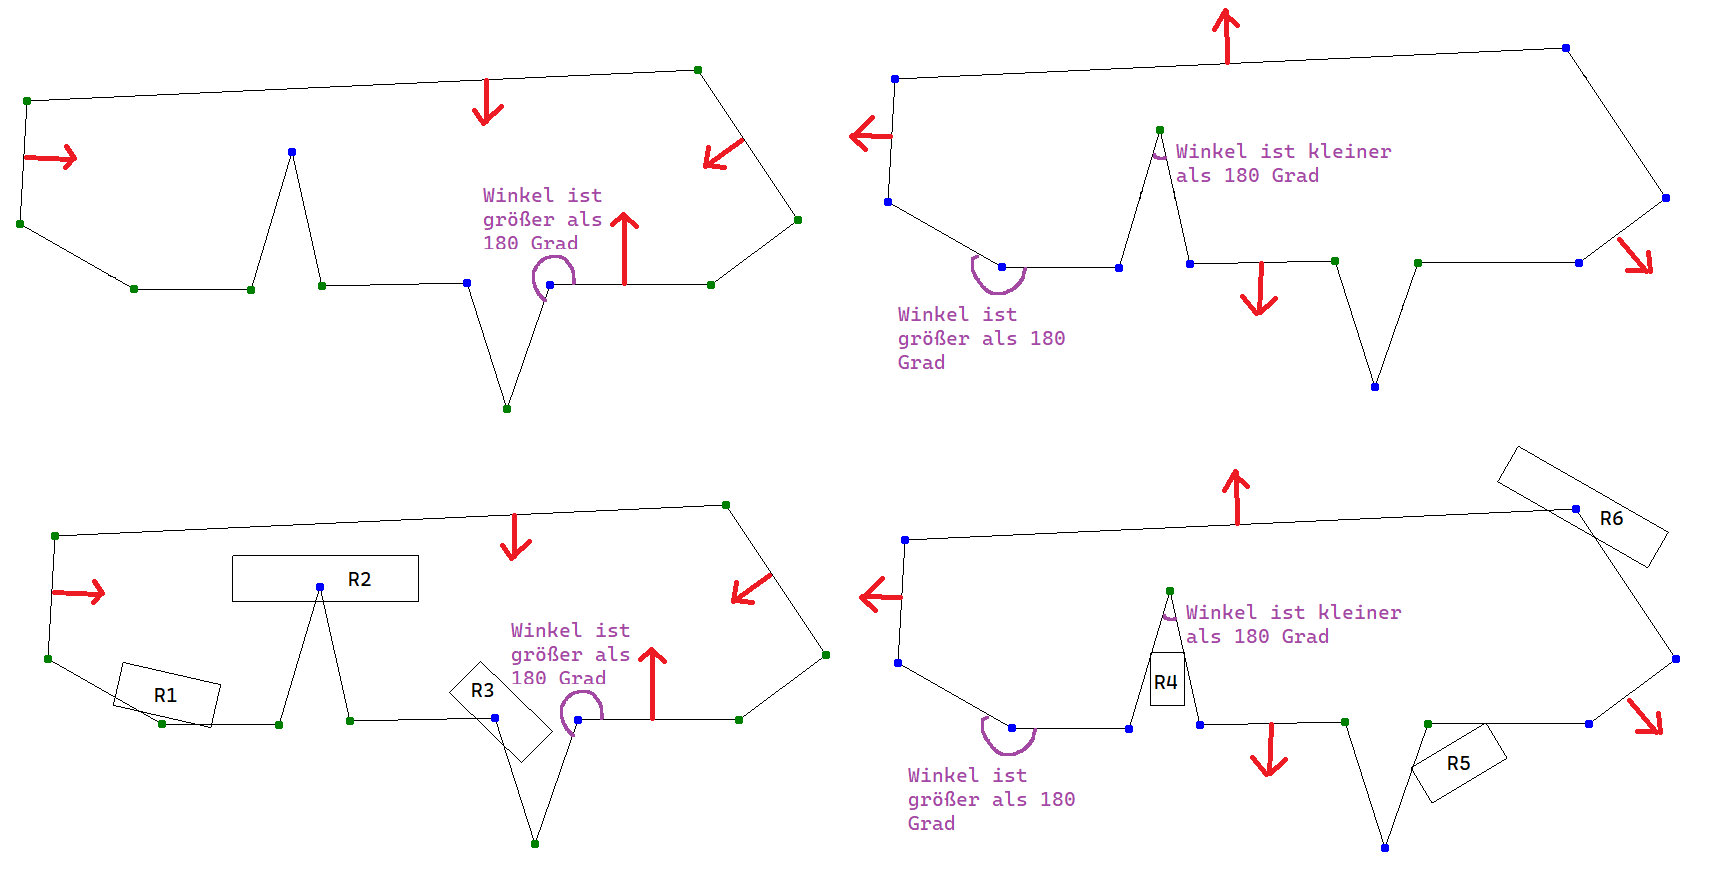 Winkel ist
größer als
180 Grad
Winkel ist kleiner
als 180 Grad
Winkel ist
größer als 180
Grad
R1
R2
R3
Winkel ist
größer als
180 Grad
R6
Winkel ist kleiner
als 180 Grad
R4
R5
Winkel ist
größer als 180
Grad